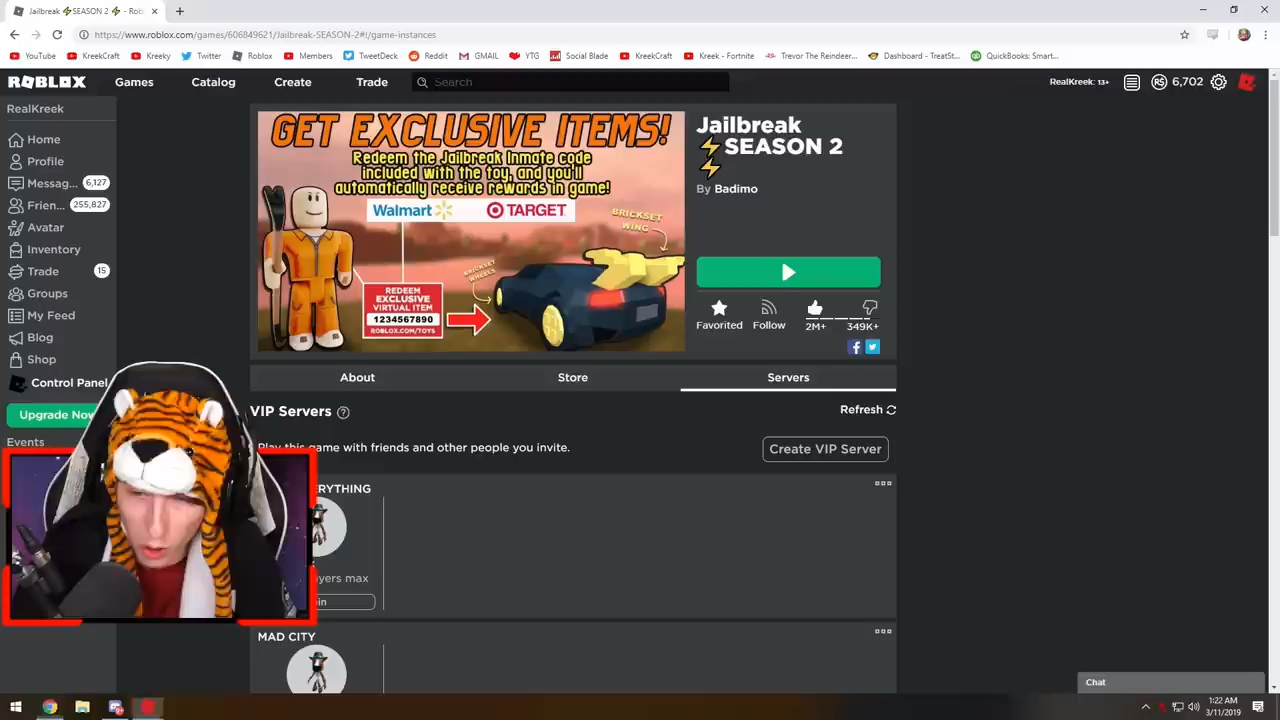 Jailbreak ⚡SEASON 2 ⚡ - Rob
https://www.roblox.com/games/606849621/Jailbreak-SEASON-2#!/game-instances
YouTube KreekCraft Kreeky Twitter Roblox Members TweetDeck Reddit GMAIL YTG Social Blade KreekCraft Kreek - Fortnite Trevor The Reindeer... Dashboard - TreatSt... QuickBooks: Smart...
ROBLOX Games Catalog Create Trade Search RealKreek: 13+ 6,702
RealKreek
Home
Profile
Messag... 6,127
Frien... 255,827
Avatar
Inventory
Trade 15
Groups
My Feed
Blog
Shop
Control Panel
Upgrade Now
Events
GET EXCLUSIVE ITEMS!
Redeem the Jailbreak Inmate code
included with the toy, and you'll
automatically receive rewards in game!
Walmart TARGET
BRICKSET
WING
BRICKSET
WHEELS
REDEEM
EXCLUSIVE
VIRTUAL ITEM
1234567890
ROBLOX.COM/TOYS
Jailbreak
⚡SEASON 2
⚡
By Badimo
Favorited Follow 2M+ 349K+
About Store Servers
VIP Servers Refresh
Play this game with friends and other people you invite.
Create VIP Server
ERYTHING
yers max
in
MAD CITY
Chat
1:22 AM
3/11/2019